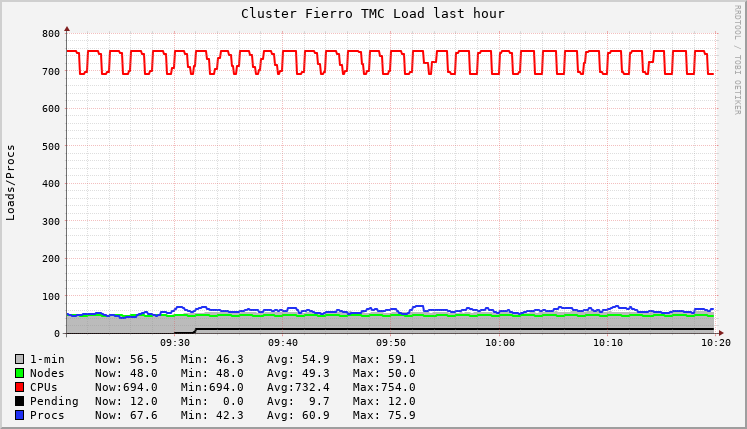 Cluster Fierro TMC Load last hour
RRDTOOL / TOBI OETIKER
Loads/Procs
800
700
600
500
400
300
200
100
0
09:30 09:40 09:50 10:00 10:10 10:20
1-min Now: 56.5 Min: 46.3 Avg: 54.9 Max: 59.1
Nodes Now: 48.0 Min: 48.0 Avg: 49.3 Max: 50.0
CPUs Now:694.0 Min:694.0 Avg:732.4 Max:754.0
Pending Now: 12.0 Min: 0.0 Avg: 9.7 Max: 12.0
Procs Now: 67.6 Min: 42.3 Avg: 60.9 Max: 75.9